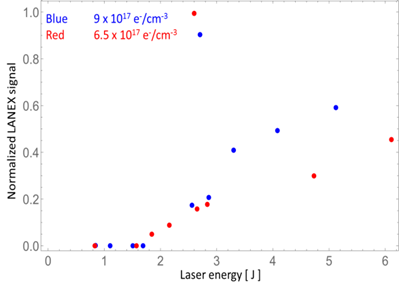 1.0
Blue 9 x 10¹⁷ e⁻/cm⁻³
Red 6.5 x 10¹⁷ e⁻/cm⁻³
0.8
0.6
0.4
0.2
0.0
Normalized LANEX signal
0 1 2 3 4 5 6
Laser energy [ J ]